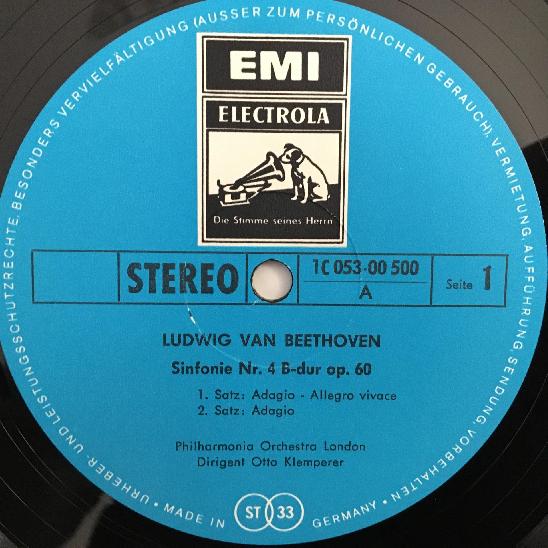 URHEBER- UND LEISTUNGSSCHUTZRECHTE, BESONDERS VERVIELFÄLTIGUNG (AUSSER ZUM PERSÖNLICHEN GEBRAUCH), VERMIETUNG, AUFFÜHRUNG, SENDUNG, VORBEHALTEN •
EMI
ELECTROLA
Die Stimme seines Herrn
STEREO
1C 053-00 500
A
Seite 1
LUDWIG VAN BEETHOVEN
Sinfonie Nr. 4 B-dur op. 60
1. Satz: Adagio - Allegro vivace
2. Satz: Adagio
Philharmonia Orchestra London
Dirigent Otto Klemperer
• MADE IN GERMANY •
ST 33